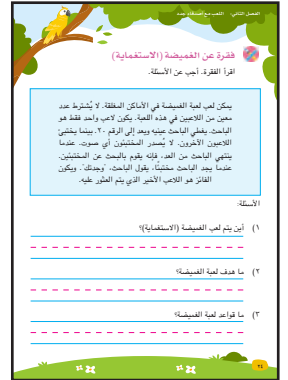 الفصل الثاني: اللعب مع أصدقاء جدد
فقرة عن الغميضة (الاستغماية)
اقرأ الفقرة. أجب عن الأسئلة.
يمكن لعب لعبة الغميضة في الأماكن المغلقة. لا يُشترط عدد
معين من اللاعبين في هذه اللعبة. يكون لاعب واحد فقط هو
الباحث. يغطي الباحث عينيه ويعد إلى الرقم ٢٠. بينما يختبئ
اللاعبون الآخرون. لا يُصدر المختبئون أي صوت. عندما
ينتهي الباحث من العد، فإنه يقوم بالبحث عن المختبئين.
عندما يجد الباحث مختبئًا، يقول الباحث، "وجدتك". ويكون
الفائز هو اللاعب الأخير الذي يتم العثور عليه.
الأسئلة:
١) أين يتم لعب الغميضة (الاستغماية)؟
٢) ما هدف لعبة الغميضة؟
٣) ما قواعد لعبة الغميضة؟
٢٤